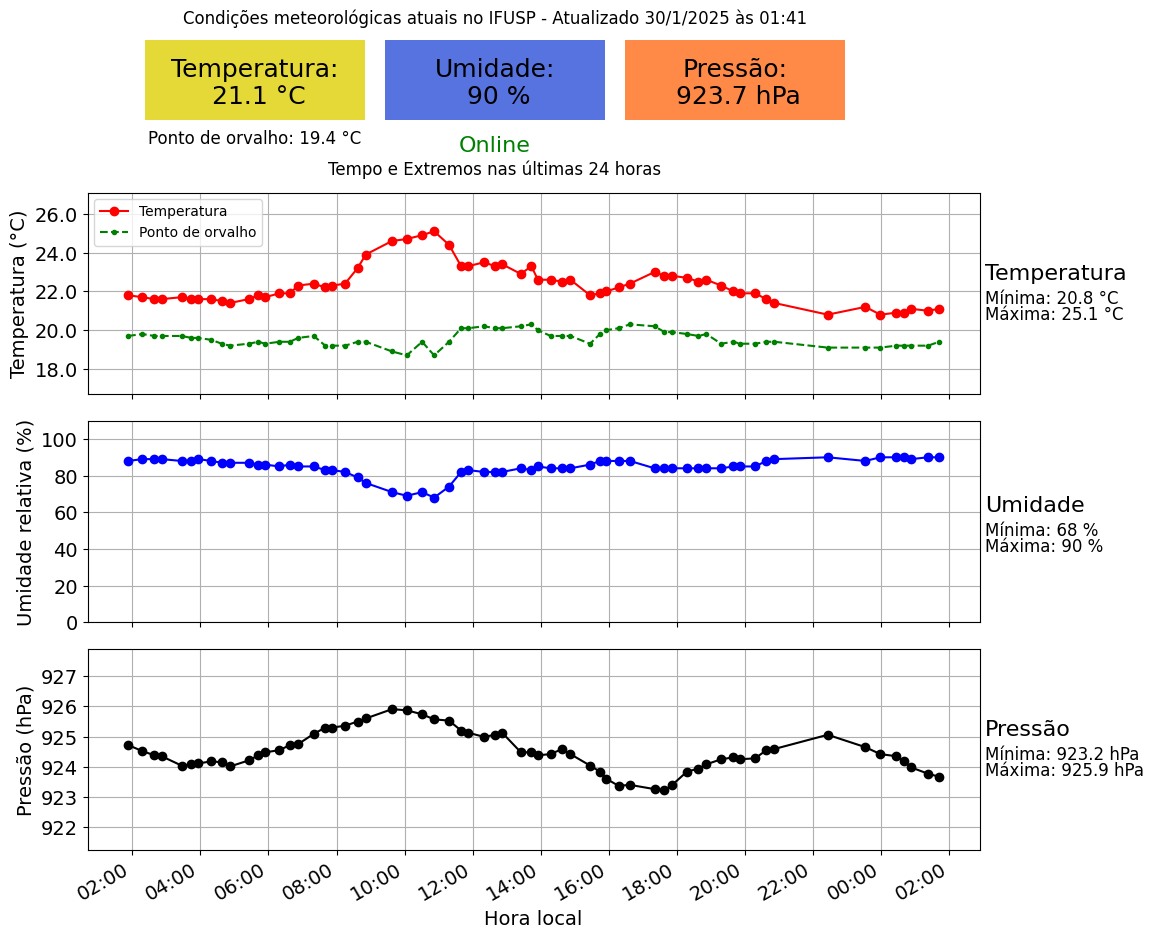 Condições meteorológicas atuais no IFUSP - Atualizado 30/1/2025 às 01:41
Temperatura:
21.1 °C
Umidade:
90 %
Pressão:
923.7 hPa
Ponto de orvalho: 19.4 °C
Online
Tempo e Extremos nas últimas 24 horas
Temperatura (°C)
26.0
24.0
22.0
20.0
18.0
Temperatura
Ponto de orvalho
Temperatura
Mínima: 20.8 °C
Máxima: 25.1 °C
Umidade relativa (%)
100
80
60
40
20
0
Umidade
Mínima: 68 %
Máxima: 90 %
Pressão (hPa)
927
926
925
924
923
922
Pressão
Mínima: 923.2 hPa
Máxima: 925.9 hPa
02:00 04:00 06:00 08:00 10:00 12:00 14:00 16:00 18:00 20:00 22:00 00:00 02:00
Hora local